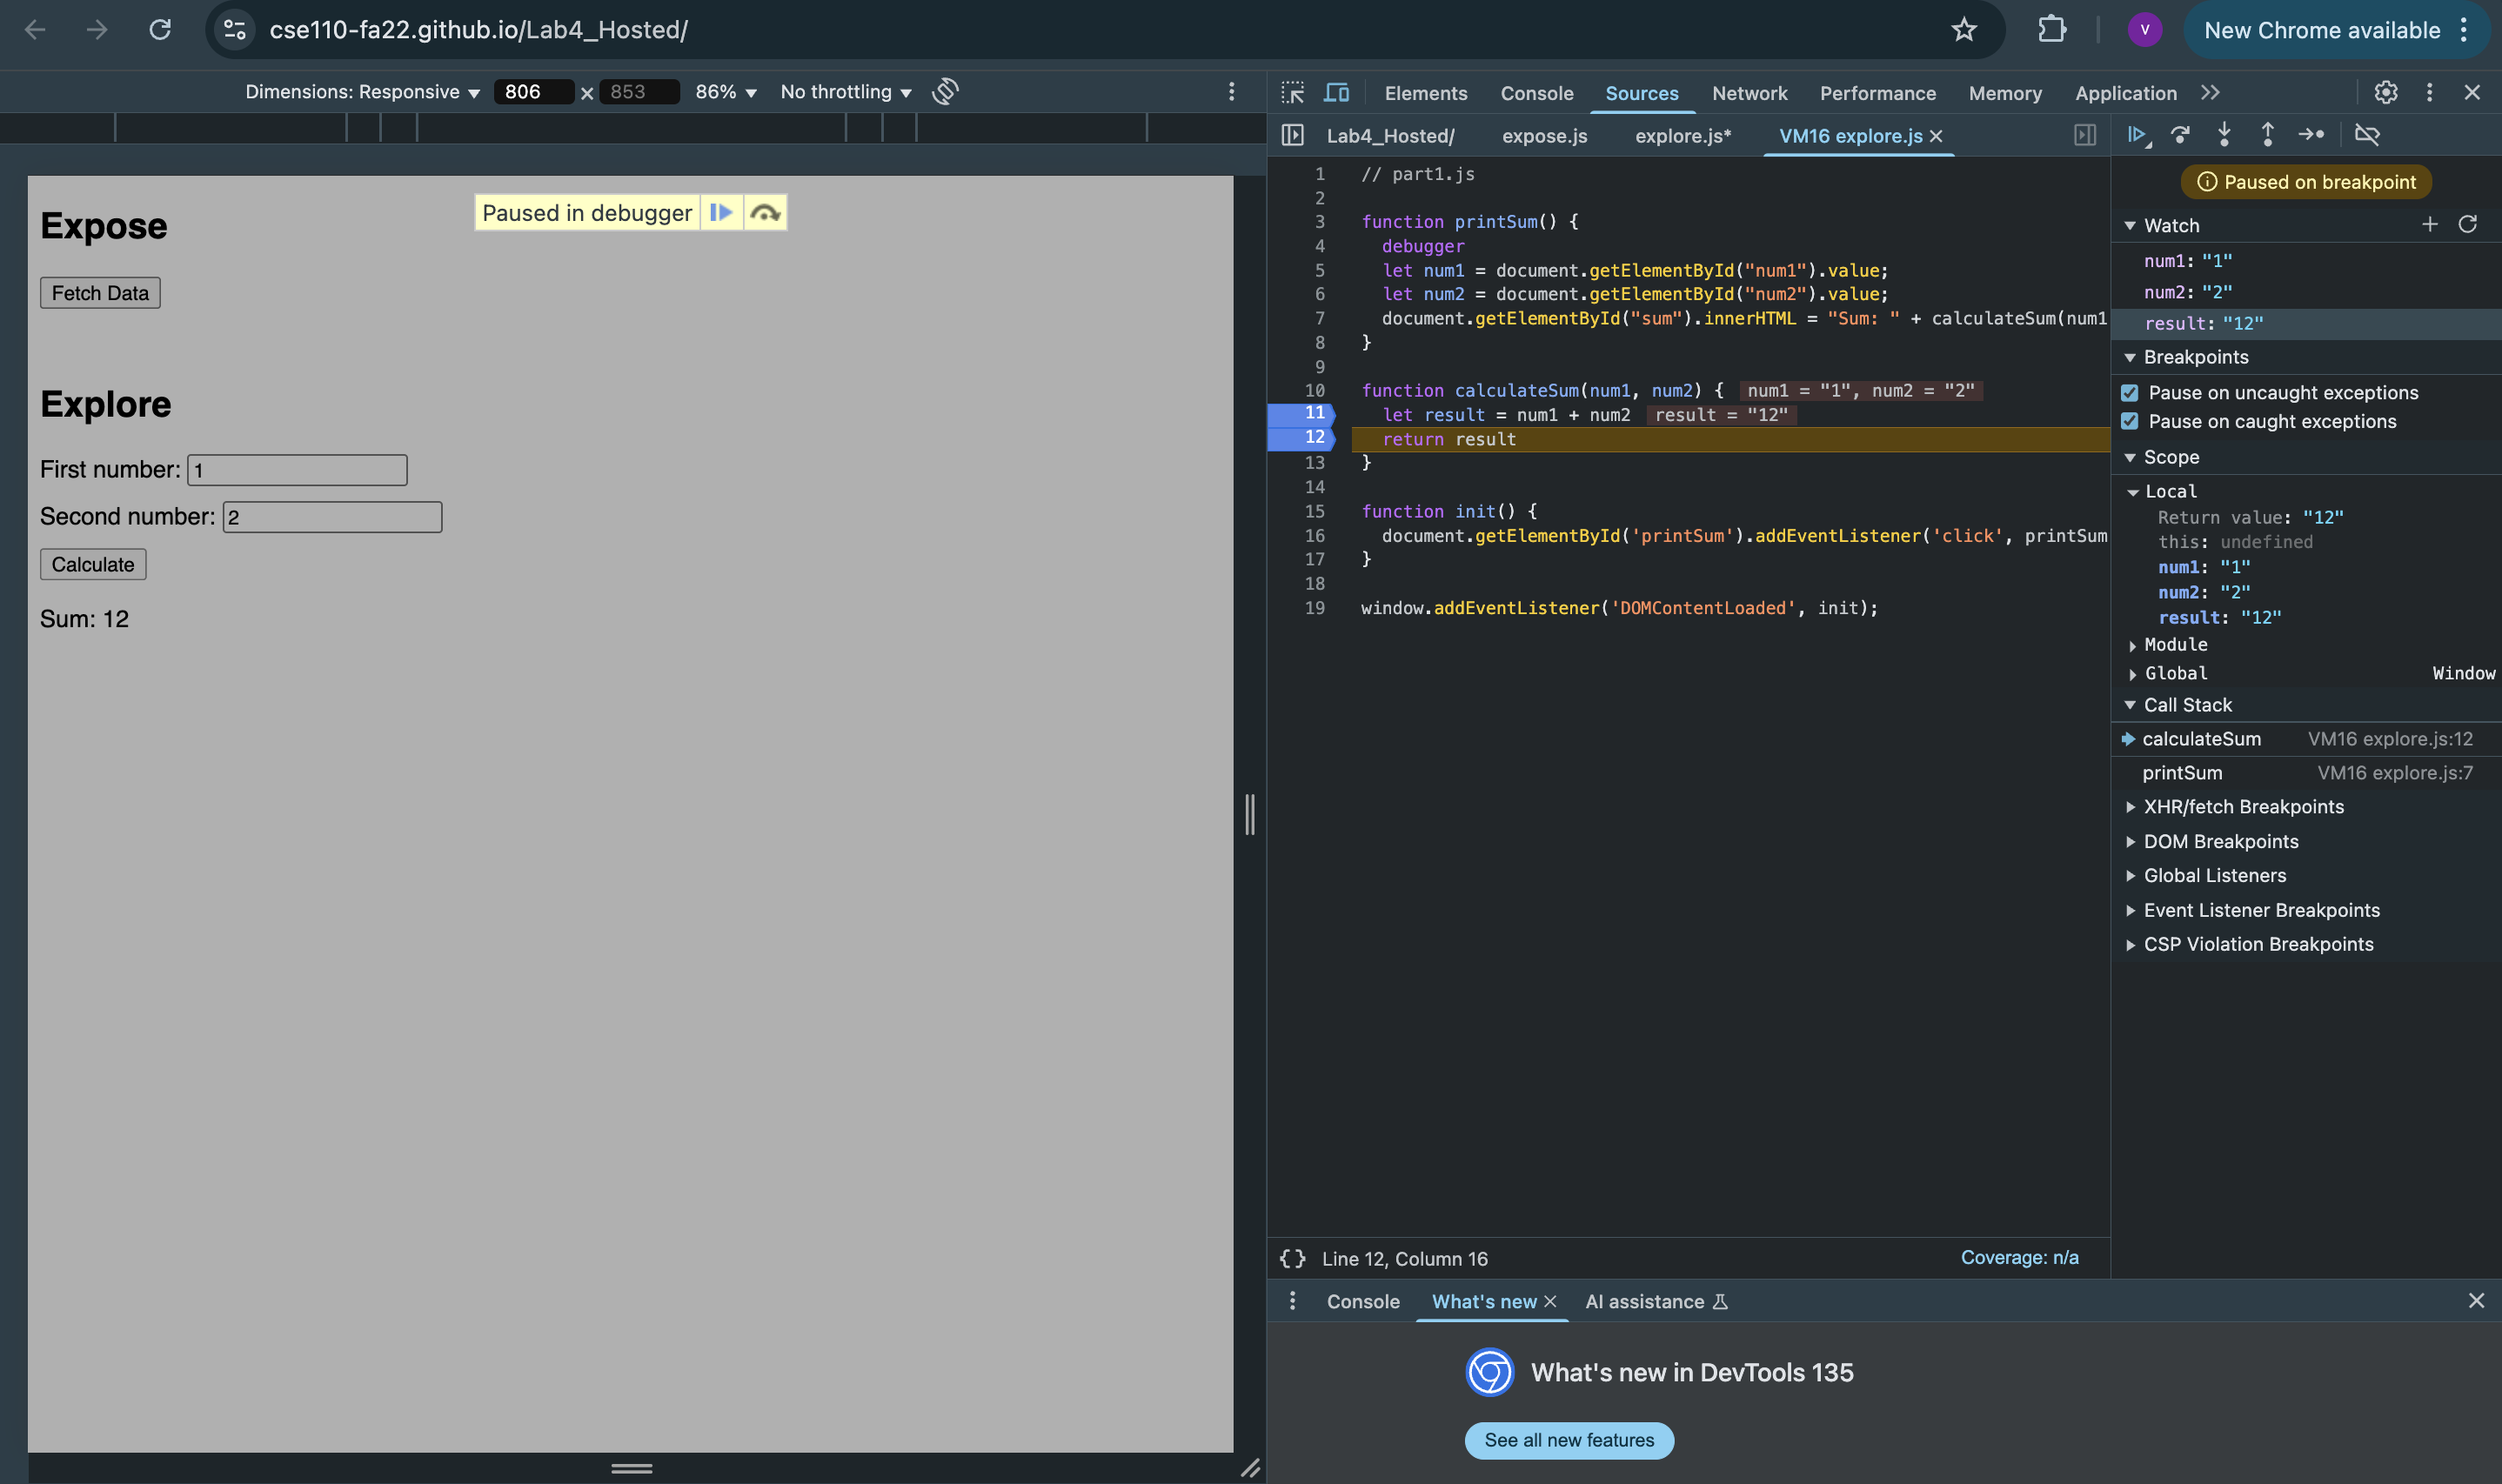 cse110-fa22.github.io/Lab4_Hosted/
V
New Chrome available
Dimensions: Responsive 806 × 853 86% No throttling
Expose
Paused in debugger
Fetch Data
Explore
First number: 1
Second number: 2
Calculate
Sum: 12
Elements Console Sources Network Performance Memory Application
Lab4_Hosted/ expose.js explore.js* VM16 explore.js
1 // part1.js
2
3 function printSum() {
4 debugger
5 let num1 = document.getElementById("num1").value;
6 let num2 = document.getElementById("num2").value;
7 document.getElementById("sum").innerHTML = "Sum: " + calculateSum(num1
8 }
9
10 function calculateSum(num1, num2) { num1 = "1", num2 = "2"
11 let result = num1 + num2 result = "12"
12 return result
13 }
14
15 function init() {
16 document.getElementById('printSum').addEventListener('click', printSum
17 }
18
19 window.addEventListener('DOMContentLoaded', init);
Line 12, Column 16
Coverage: n/a
Paused on breakpoint
Watch
num1: "1"
num2: "2"
result: "12"
Breakpoints
Pause on uncaught exceptions
Pause on caught exceptions
Scope
Local
Return value: "12"
this: undefined
num1: "1"
num2: "2"
result: "12"
Module
Global Window
Call Stack
calculateSum VM16 explore.js:12
printSum VM16 explore.js:7
XHR/fetch Breakpoints
DOM Breakpoints
Global Listeners
Event Listener Breakpoints
CSP Violation Breakpoints
Console What's new AI assistance
What's new in DevTools 135
See all new features